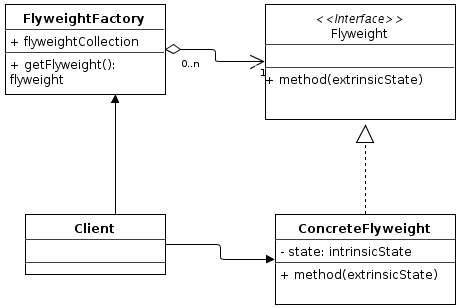 FlyweightFactory
+ flyweightCollection
+ getFlyweight():
flyweight
0..n
1
<<Interface>>
Flyweight
+ method(extrinsicState)
Client
ConcreteFlyweight
- state: intrinsicState
+ method(extrinsicState)